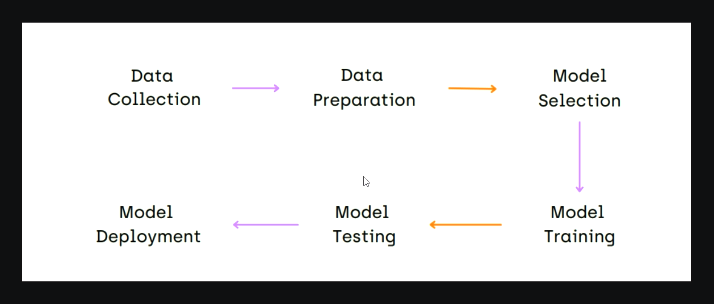 Data
Collection
Data
Preparation
Model
Selection
Model
Deployment
Model
Testing
Model
Training